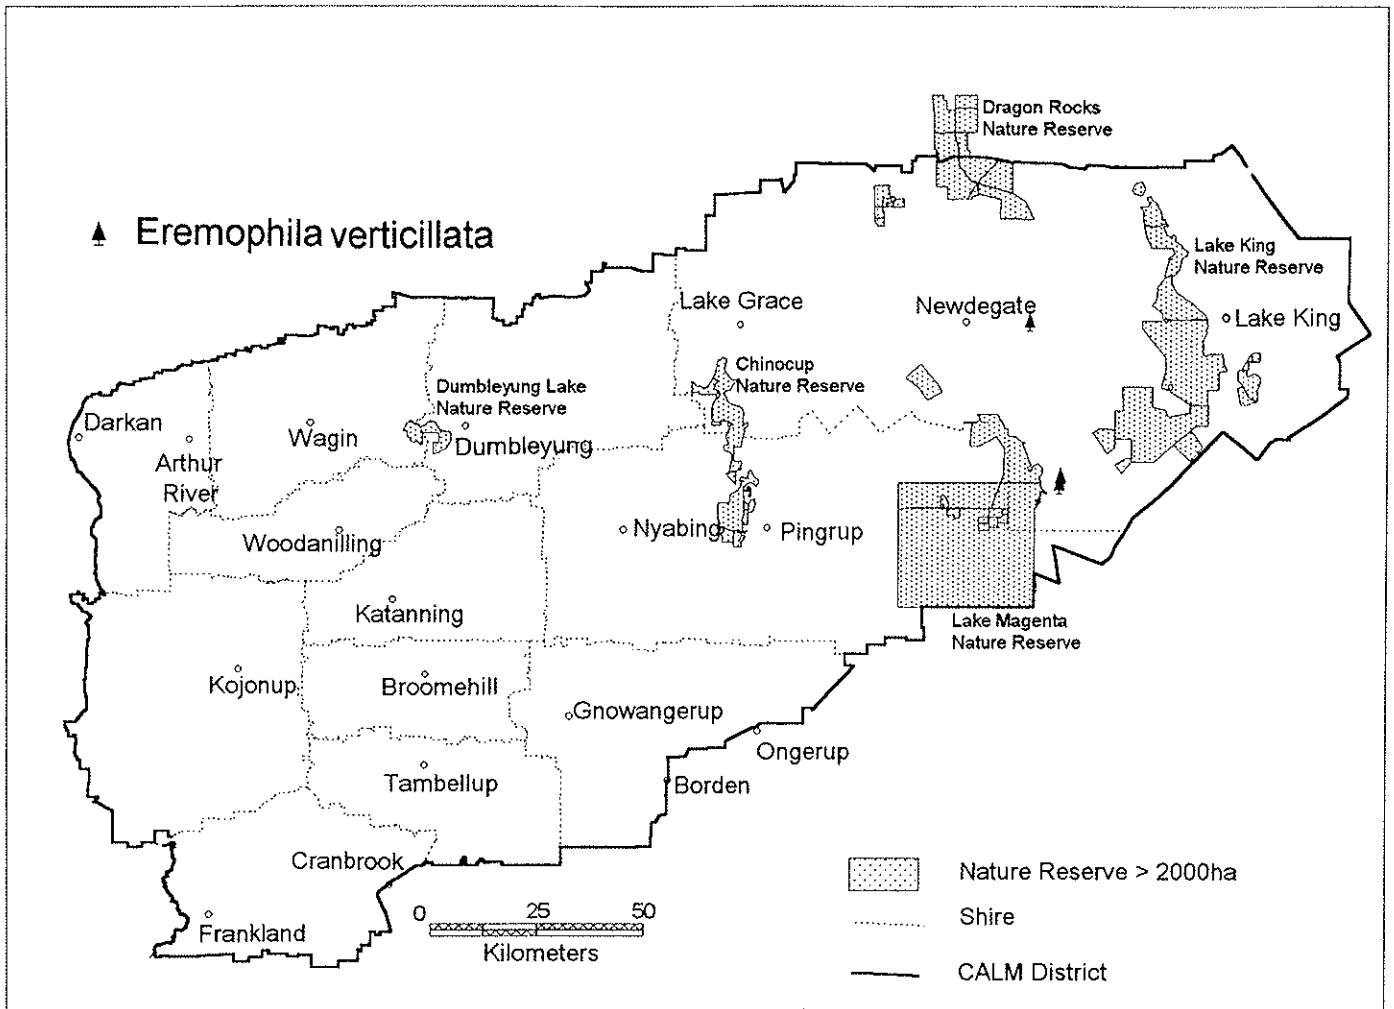 Dragon Rocks
Nature Reserve
Eremophila verticillata
Lake King
Nature Reserve
Lake Grace
Newdegate
Lake King
Chinocup
Nature Reserve
Dumbleyung Lake
Nature Reserve
Darkan
Wagin
Dumbleyung
Arthur
River
Woodanilling
Nyabing
Pingrup
Katanning
Lake Magenta
Nature Reserve
Kojonup
Broomehill
Gnowangerup
Ongerup
Tambellup
Borden
Cranbrook
Frankland
0 25 50
Kilometers
Nature Reserve > 2000ha
Shire
CALM District